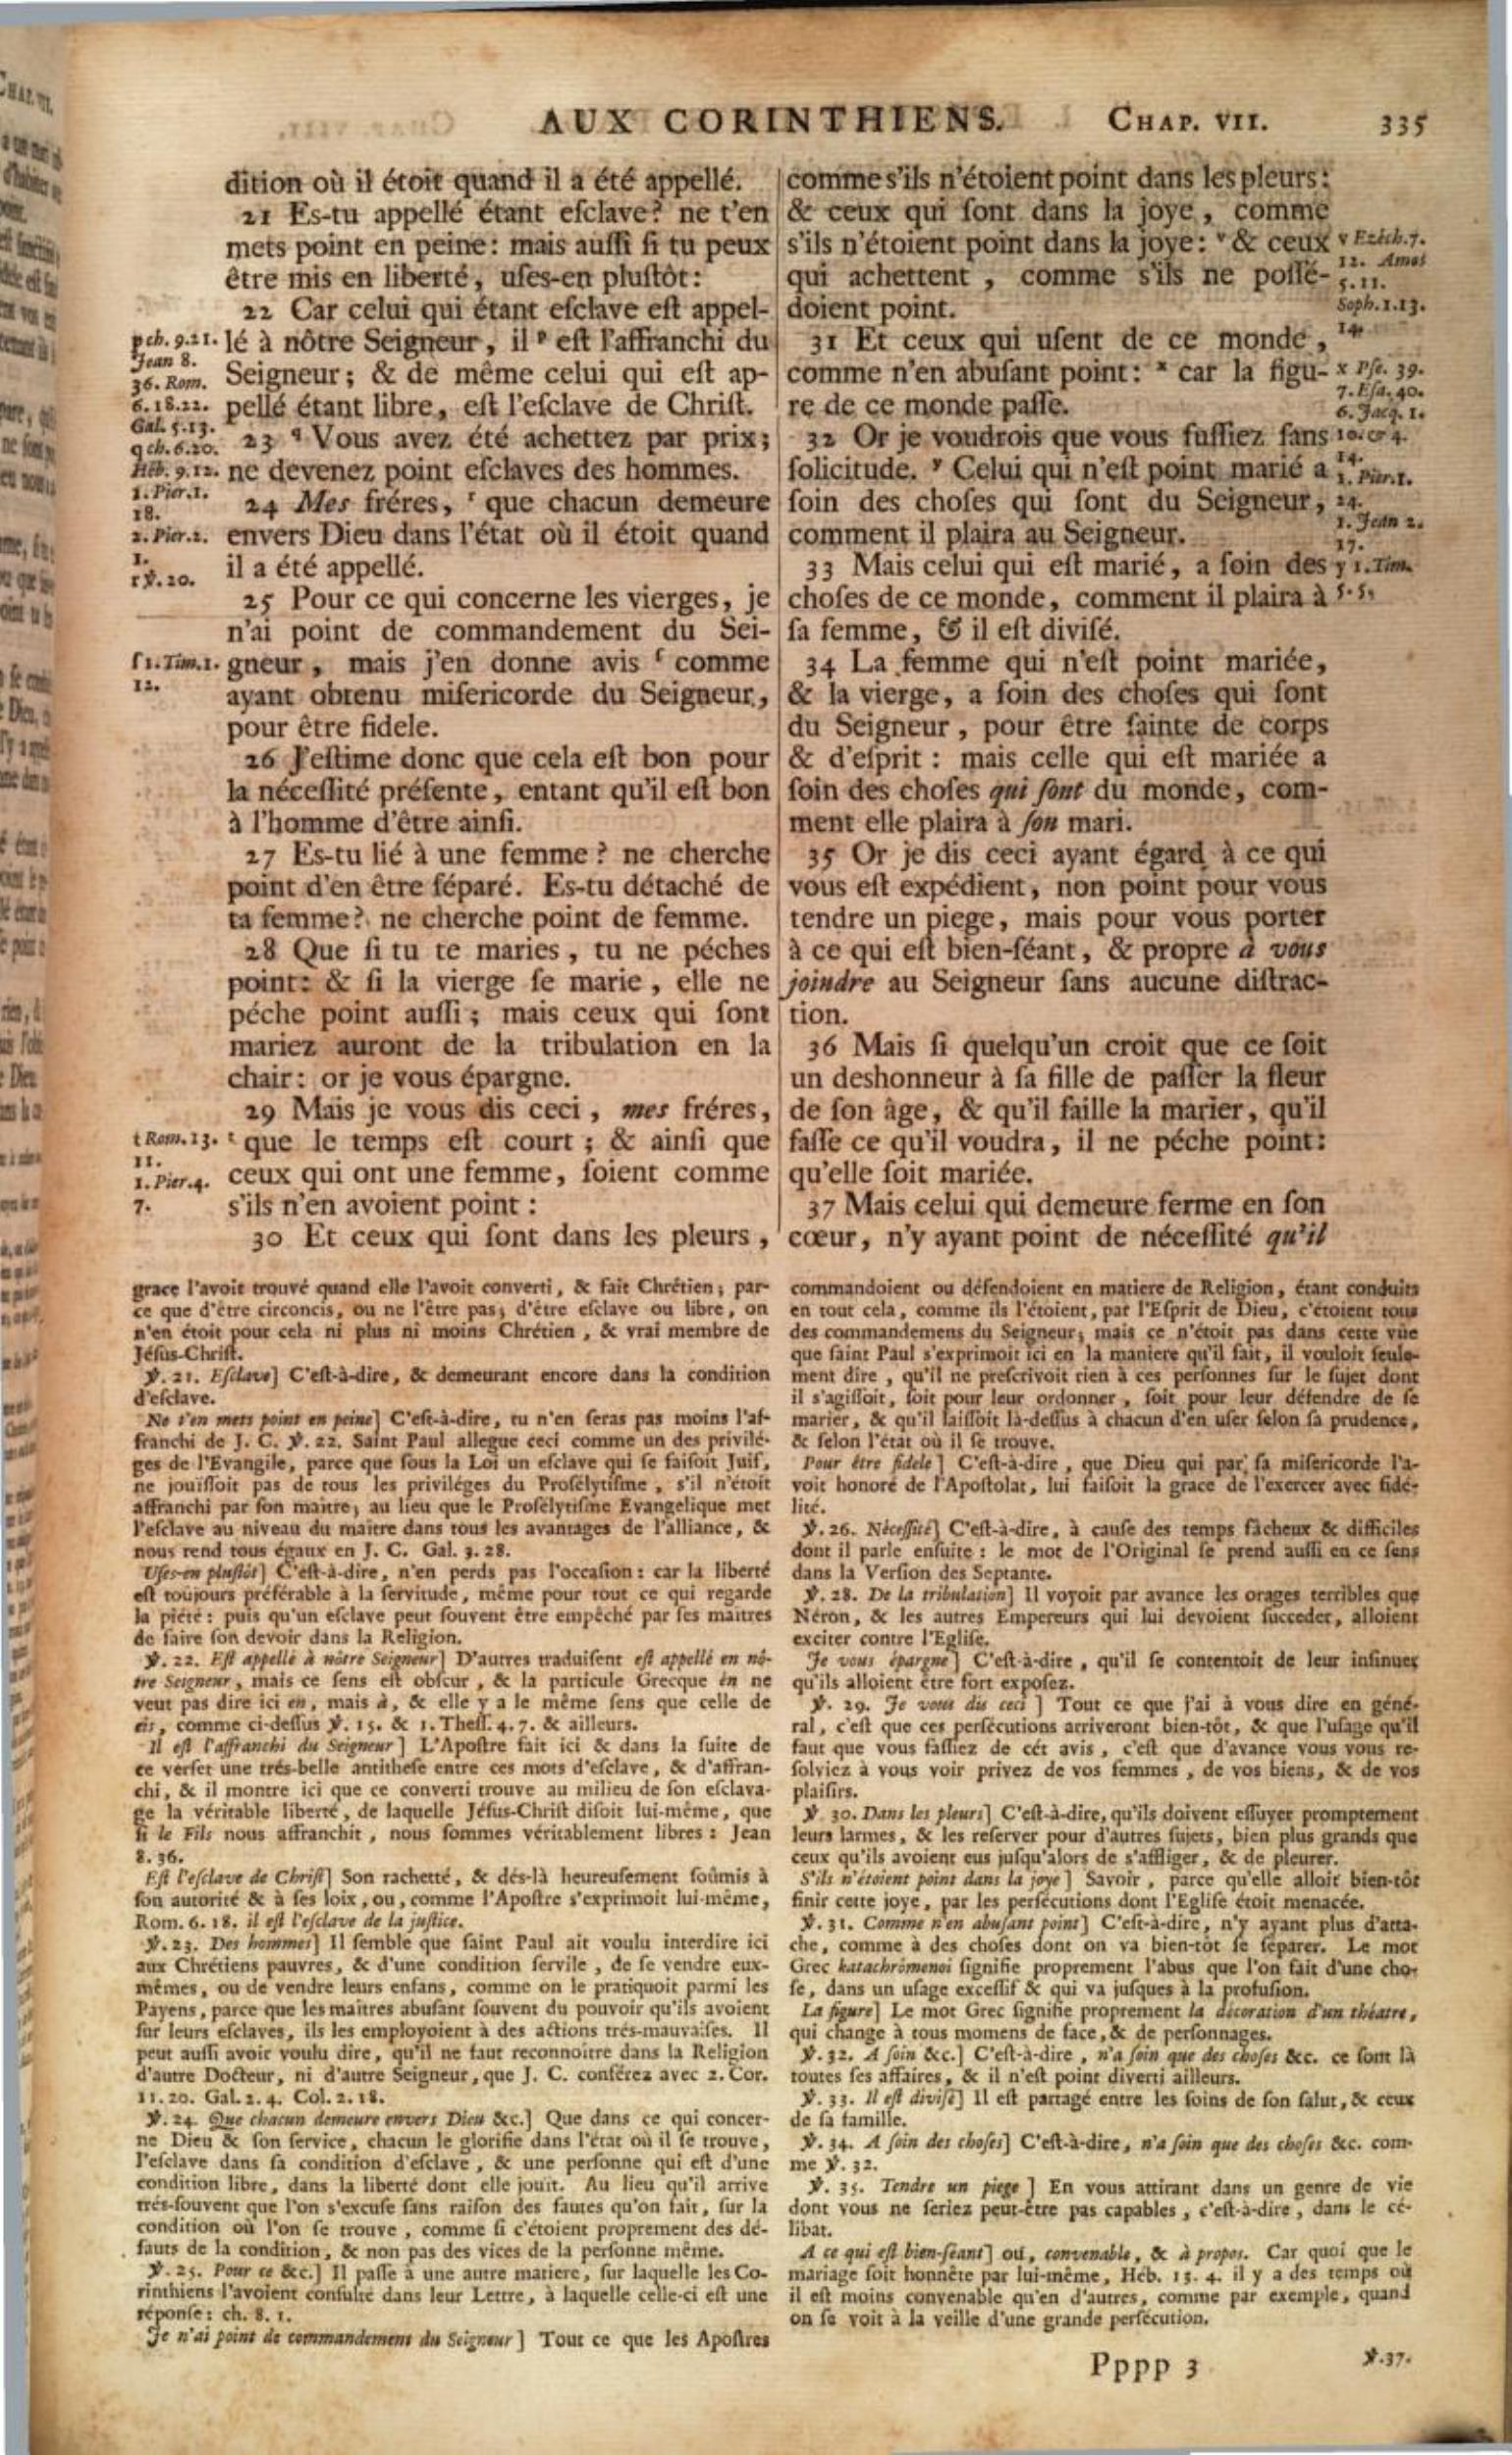 AUX CORINTHIENS. CHAP. VII. 335
dition où il étoit quand il a été appellé.
21 Es-tu appellé étant eſclave? ne t'en
mets point en peine: mais auſſi ſi tu peux
être mis en liberté, uſes-en pluſtôt:
22 Car celui qui étant eſclave eſt appel-
lé à nôtre Seigneur, il ᵖ eſt l'affranchi du
Seigneur; & de même celui qui eſt ap-
pellé étant libre, eſt l'eſclave de Chriſt.
23 ᑫ Vous avez été achettez par prix;
ne devenez point eſclaves des hommes.
24 Mes fréres, ʳ que chacun demeure
envers Dieu dans l'état où il étoit quand
il a été appellé.
25 Pour ce qui concerne les vierges, je
n'ai point de commandement du Sei-
gneur, mais j'en donne avis ſ comme
ayant obtenu miſericorde du Seigneur,
pour être fidele.
26 J'eſtime donc que cela eſt bon pour
la néceſſité préſente, entant qu'il eſt bon
à l'homme d'être ainſi.
27 Es-tu lié à une femme? ne cherche
point d'en être ſéparé. Es-tu détaché de
ta femme? ne cherche point de femme.
28 Que ſi tu te maries, tu ne péches
point: & ſi la vierge ſe marie, elle ne
péche point auſſi; mais ceux qui ſont
mariez auront de la tribulation en la
chair: or je vous épargne.
29 Mais je vous dis ceci, mes fréres,
ᵗ que le temps eſt court; & ainſi que
ceux qui ont une femme, ſoient comme
s'ils n'en avoient point:
30 Et ceux qui ſont dans les pleurs,
p ch. 9.21.
Jean 8.
36. Rom.
6.18.22.
Gal. 5.13.
q ch. 6.20.
Héb. 9.12.
1. Pier. 1.
18.
2. Pier. 2.
1.
r ℣. 20.
ſ 1. Tim. 1.
12.
t Rom. 13.
11.
1. Pier. 4.
7.
comme s'ils n'étoient point dans les pleurs:
& ceux qui ſont dans la joye, comme
s'ils n'étoient point dans la joye: ᵛ & ceux
qui achettent, comme s'ils ne poſſé-
doient point.
31 Et ceux qui uſent de ce monde,
comme n'en abuſant point: ˣ car la figu-
re de ce monde paſſe.
32 Or je voudrois que vous fuſſiez ſans
ſolicitude. ʸ Celui qui n'eſt point marié a
ſoin des choſes qui ſont du Seigneur,
comment il plaira au Seigneur.
33 Mais celui qui eſt marié, a ſoin des
choſes de ce monde, comment il plaira à
ſa femme, & il eſt diviſé.
34 La femme qui n'eſt point mariée,
& la vierge, a ſoin des choſes qui ſont
du Seigneur, pour être ſainte de corps
& d'eſprit: mais celle qui eſt mariée a
ſoin des choſes qui ſont du monde, com-
ment elle plaira à ſon mari.
35 Or je dis ceci ayant égard à ce qui
vous eſt expédient, non point pour vous
tendre un piege, mais pour vous porter
à ce qui eſt bien-ſéant, & propre à vous
joindre au Seigneur ſans aucune diſtrac-
tion.
36 Mais ſi quelqu'un croit que ce ſoit
un deshonneur à ſa fille de paſſer la fleur
de ſon âge, & qu'il faille la marier, qu'il
faſſe ce qu'il voudra, il ne péche point:
qu'elle ſoit mariée.
37 Mais celui qui demeure ferme en ſon
cœur, n'y ayant point de néceſſité qu'il
v Ezéch. 7.
12. Amos
5.11.
Soph. 1.13.
14.
x Pſe. 39.
7. Eſa. 40.
6. Jacq. 1.
10. & 4.
14.
1. Pier. 1.
24.
1. Jean 2.
17.
y 1. Tim.
5.5.
grace l'avoit trouvé quand elle l'avoit converti, & fait Chrétien; par-
ce que d'être circoncis, ou ne l'être pas; d'être eſclave ou libre, on
n'en étoit pour cela ni plus ni moins Chrétien, & vrai membre de
Jéſus-Chriſt.
℣. 21. Eſclave] C'eſt-à-dire, & demeurant encore dans la condition
d'eſclave.
Ne t'en mets point en peine] C'eſt-à-dire, tu n'en ſeras pas moins l'af-
franchi de J. C. ℣. 22. Saint Paul allegue ceci comme un des privilé-
ges de l'Evangile, parce que ſous la Loi un eſclave qui ſe faiſoit Juif,
ne jouïſſoit pas de tous les priviléges du Proſélytiſme, s'il n'étoit
affranchi par ſon maître; au lieu que le Proſélytiſme Evangelique met
l'eſclave au niveau du maître dans tous les avantages de l'alliance, &
nous rend tous égaux en J. C. Gal. 3. 28.
Uſes-en pluſtôt] C'eſt-à-dire, n'en perds pas l'occaſion: car la liberté
eſt toujours préférable à la ſervitude, même pour tout ce qui regarde
la piété: puis qu'un eſclave peut ſouvent être empêché par ſes maîtres
de faire ſon devoir dans la Religion.
℣. 22. Eſt appellé à nôtre Seigneur] D'autres traduiſent eſt appellé en nô-
tre Seigneur, mais ce ſens eſt obſcur, & la particule Grecque èn ne
veut pas dire ici en, mais à, & elle y a le même ſens que celle de
eis, comme ci-deſſus ℣. 15. & 1. Theſſ. 4. 7. & ailleurs.
Il eſt l'affranchi du Seigneur] L'Apoſtre fait ici & dans la ſuite de
ce verſet une trés-belle antitheſe entre ces mots d'eſclave, & d'affran-
chi, & il montre ici que ce converti trouve au milieu de ſon eſclava-
ge la véritable liberté, de laquelle Jéſus-Chriſt diſoit lui-même, que
ſi le Fils nous affranchit, nous ſommes véritablement libres: Jean
8. 36.
Eſt l'eſclave de Chriſt] Son rachetté, & dés-là heureuſement ſoûmis à
ſon autorité & à ſes loix, ou, comme l'Apoſtre s'exprimoit lui-même,
Rom. 6. 18. il eſt l'eſclave de la juſtice.
℣. 23. Des hommes] Il ſemble que ſaint Paul ait voulu interdire ici
aux Chrétiens pauvres, & d'une condition ſervile, de ſe vendre eux-
mêmes, ou de vendre leurs enfans, comme on le pratiquoit parmi les
Payens, parce que les maîtres abuſant ſouvent du pouvoir qu'ils avoient
ſur leurs eſclaves, ils les employoient à des actions trés-mauvaiſes. Il
peut auſſi avoir voulu dire, qu'il ne faut reconnoître dans la Religion
d'autre Docteur, ni d'autre Seigneur, que J. C. conférez avec 2. Cor.
11. 20. Gal. 2. 4. Col. 2. 18.
℣. 24. Que chacun demeure envers Dieu &c.] Que dans ce qui concer-
ne Dieu & ſon ſervice, chacun le glorifie dans l'état où il ſe trouve,
l'eſclave dans ſa condition d'eſclave, & une perſonne qui eſt d'une
condition libre, dans la liberté dont elle jouït. Au lieu qu'il arrive
trés-ſouvent que l'on s'excuſe ſans raiſon des fautes qu'on fait, ſur la
condition où l'on ſe trouve, comme ſi c'étoient proprement des dé-
fauts de la condition, & non pas des vices de la perſonne même.
℣. 25. Pour ce &c.] Il paſſe à une autre matiere, ſur laquelle les Co-
rinthiens l'avoient conſulté dans leur Lettre, à laquelle celle-ci eſt une
réponſe: ch. 8. 1.
Je n'ai point de commandement du Seigneur] Tout ce que les Apoſtres
commandoient ou défendoient en matiere de Religion, étant conduits
en tout cela, comme ils l'étoient, par l'Eſprit de Dieu, c'étoient tous
des commandemens du Seigneur; mais ce n'étoit pas dans cette vûe
que ſaint Paul s'exprimoit ici en la maniere qu'il fait, il vouloit ſeule-
ment dire, qu'il ne preſcrivoit rien à ces perſonnes ſur le ſujet dont
il s'agiſſoit, ſoit pour leur ordonner, ſoit pour leur défendre de ſe
marier, & qu'il laiſſoit là-deſſus à chacun d'en uſer ſelon ſa prudence,
& ſelon l'état où il ſe trouve.
Pour être fidele] C'eſt-à-dire, que Dieu qui par ſa miſericorde l'a-
voit honoré de l'Apoſtolat, lui faiſoit la grace de l'exercer avec fidé-
lité.
℣. 26. Néceſſité] C'eſt-à-dire, à cauſe des temps fâcheux & difficiles
dont il parle enſuite: le mot de l'Original ſe prend auſſi en ce ſens
dans la Verſion des Septante.
℣. 28. De la tribulation] Il voyoit par avance les orages terribles que
Néron, & les autres Empereurs qui lui devoient ſucceder, alloient
exciter contre l'Egliſe.
Je vous épargne] C'eſt-à-dire, qu'il ſe contentoit de leur inſinuer
qu'ils alloient être fort expoſez.
℣. 29. Je vous dis ceci] Tout ce que j'ai à vous dire en géné-
ral, c'eſt que ces perſécutions arriveront bien-tôt, & que l'uſage qu'il
faut que vous faſſiez de cét avis, c'eſt que d'avance vous vous re-
ſolviez à vous voir privez de vos femmes, de vos biens, & de vos
plaiſirs.
℣. 30. Dans les pleurs] C'eſt-à-dire, qu'ils doivent eſſuyer promptement
leurs larmes, & les reſerver pour d'autres ſujets, bien plus grands que
ceux qu'ils avoient eus juſqu'alors de s'affliger, & de pleurer.
S'ils n'étoient point dans la joye] Savoir, parce qu'elle alloit bien-tôt
finir cette joye, par les perſécutions dont l'Egliſe étoit menacée.
℣. 31. Comme n'en abuſant point] C'eſt-à-dire, n'y ayant plus d'atta-
che, comme à des choſes dont on va bien-tôt ſe ſéparer. Le mot
Grec katachrômenoi ſignifie proprement l'abus que l'on fait d'une cho-
ſe, dans un uſage exceſſif & qui va juſques à la profuſion.
La figure] Le mot Grec ſignifie proprement la décoration d'un théatre,
qui change à tous momens de face, & de perſonnages.
℣. 32. A ſoin &c.] C'eſt-à-dire, n'a ſoin que des choſes &c. ce ſont là
toutes ſes affaires, & il n'eſt point diverti ailleurs.
℣. 33. Il eſt diviſé] Il eſt partagé entre les ſoins de ſon ſalut, & ceux
de ſa famille.
℣. 34. A ſoin des choſes] C'eſt-à-dire, n'a ſoin que des choſes &c. com-
me ℣. 32.
℣. 35. Tendre un piege] En vous attirant dans un genre de vie
dont vous ne ſeriez peut-être pas capables, c'eſt-à-dire, dans le cé-
libat.
A ce qui eſt bien-ſéant] ou, convenable, & à propos. Car quoi que le
mariage ſoit honnête par lui-même, Héb. 13. 4. il y a des temps où
il eſt moins convenable qu'en d'autres, comme par exemple, quand
on ſe voit à la veille d'une grande perſécution.
Pppp 3 ℣. 37.